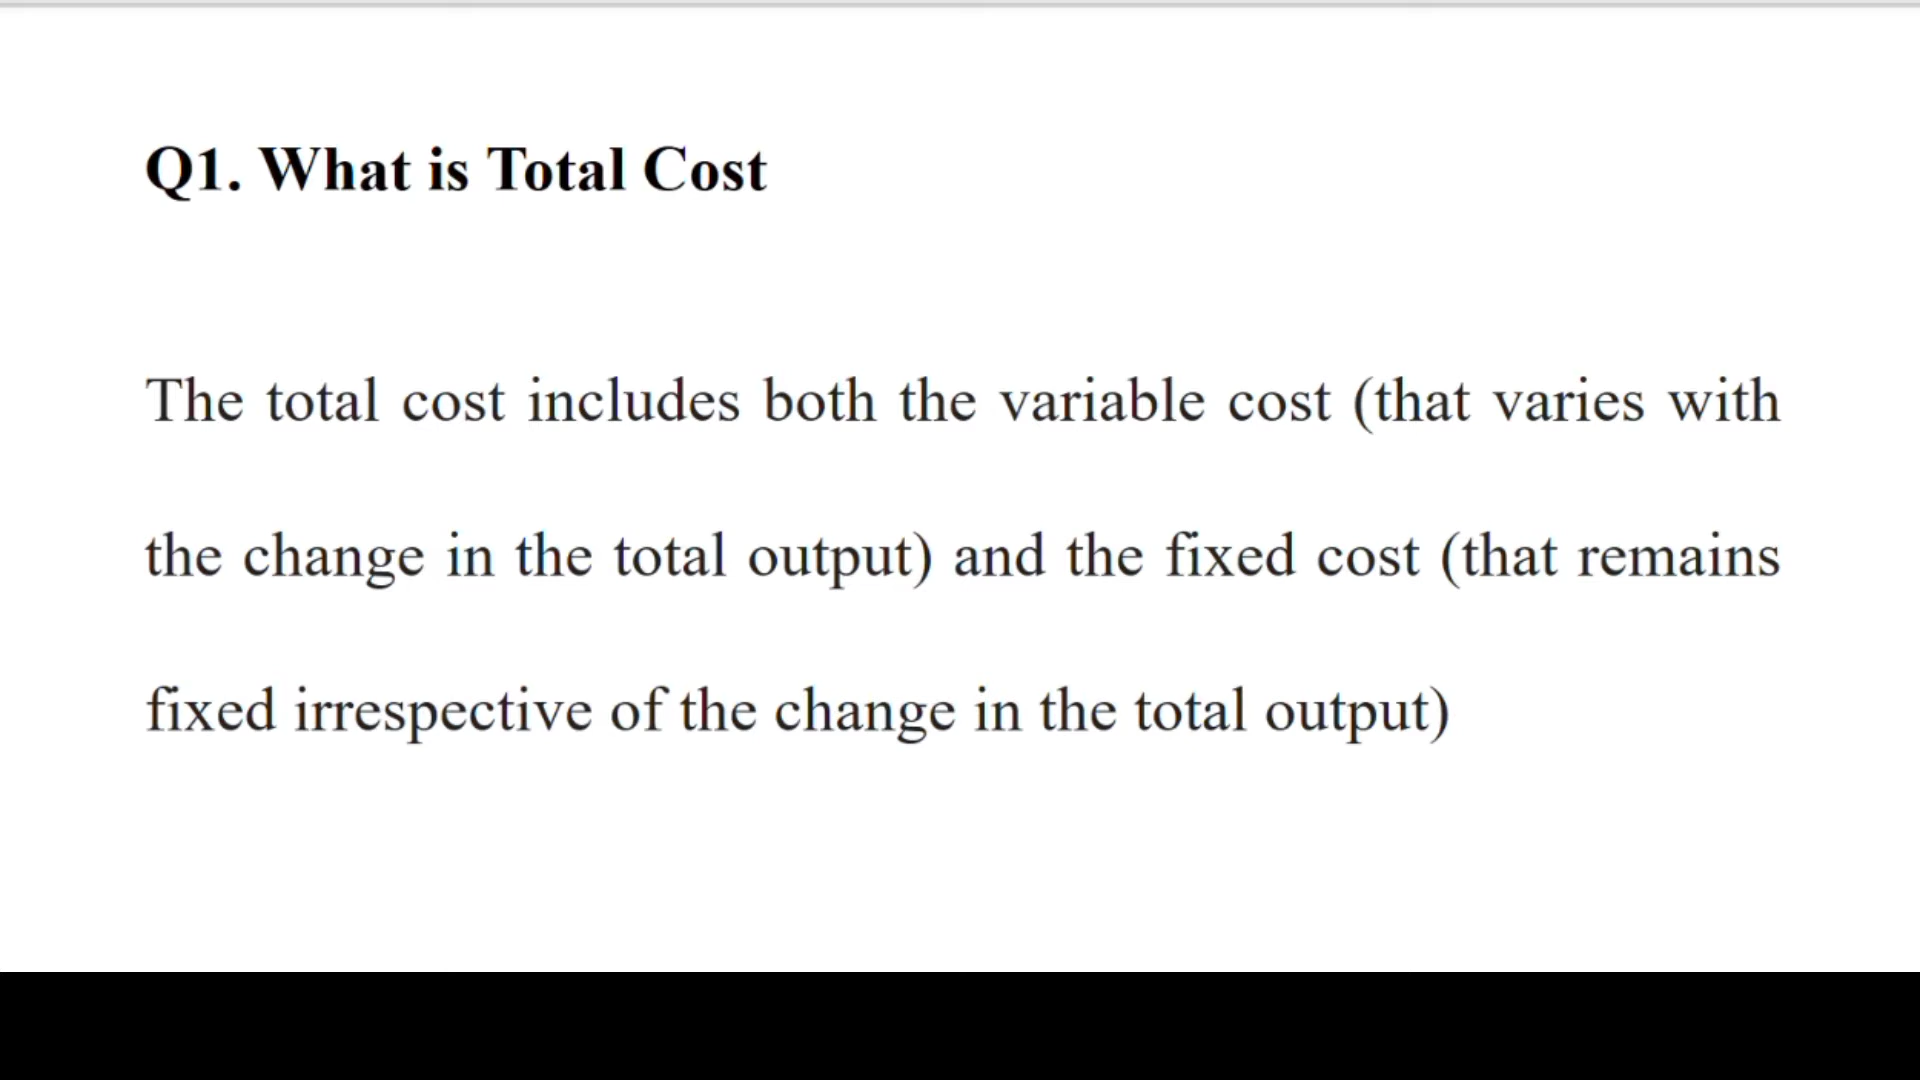 Q1. What is Total Cost
The total cost includes both the variable cost (that varies with
the change in the total output) and the fixed cost (that remains
fixed irrespective of the change in the total output)